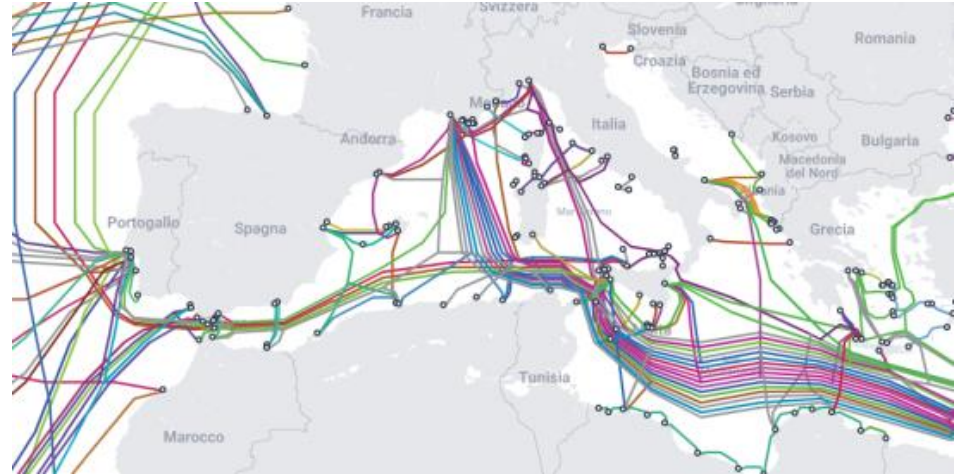 Francia
Svizzera
Slovenia
Croazia
Romania
Bosnia ed
Erzegovina
Serbia
Italia
Andorra
Kosovo
Bulgaria
Macedonia
del Nord
Portogallo
Spagna
Grecia
Tunisia
Marocco